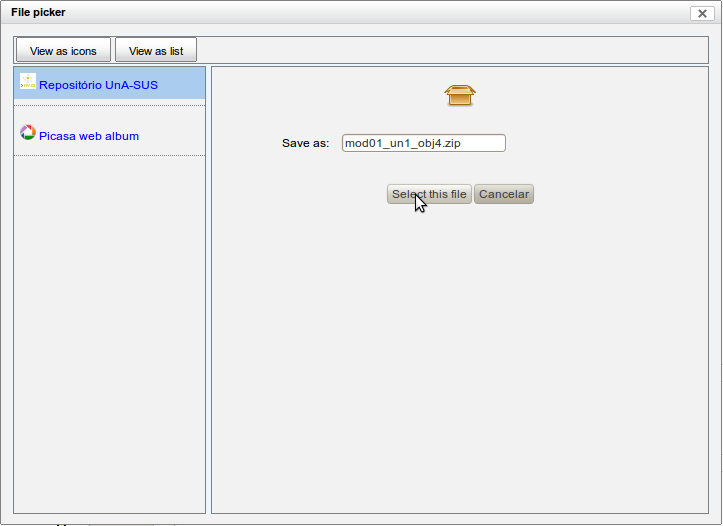 File picker
View as icons View as list
Repositório UnA-SUS
Picasa web album
Save as: mod01_un1_obj4.zip
Select this file Cancelar